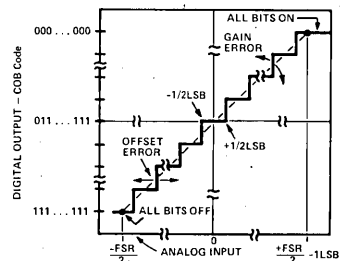 ALL BITS ON
000 ... 000
GAIN
ERROR
-1/2LSB
011 ... 111
+1/2LSB
OFFSET
ERROR
111 ... 111
ALL BITS OFF
-FSR
2
ANALOG INPUT
0
+FSR
2
-1LSB
DIGITAL OUTPUT – COB Code